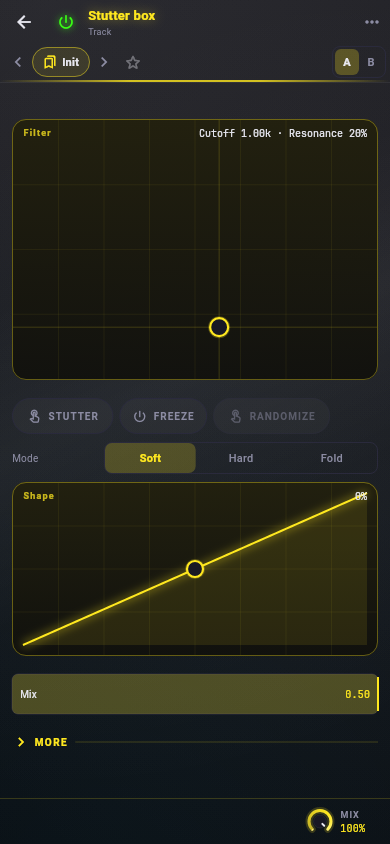 Stutter box
Track
Init
A B
Filter
Cutoff 1.00k · Resonance 20%
STUTTER FREEZE RANDOMIZE
Mode Soft Hard Fold
Shape 0%
Mix 0.50
MORE
MIX
100%